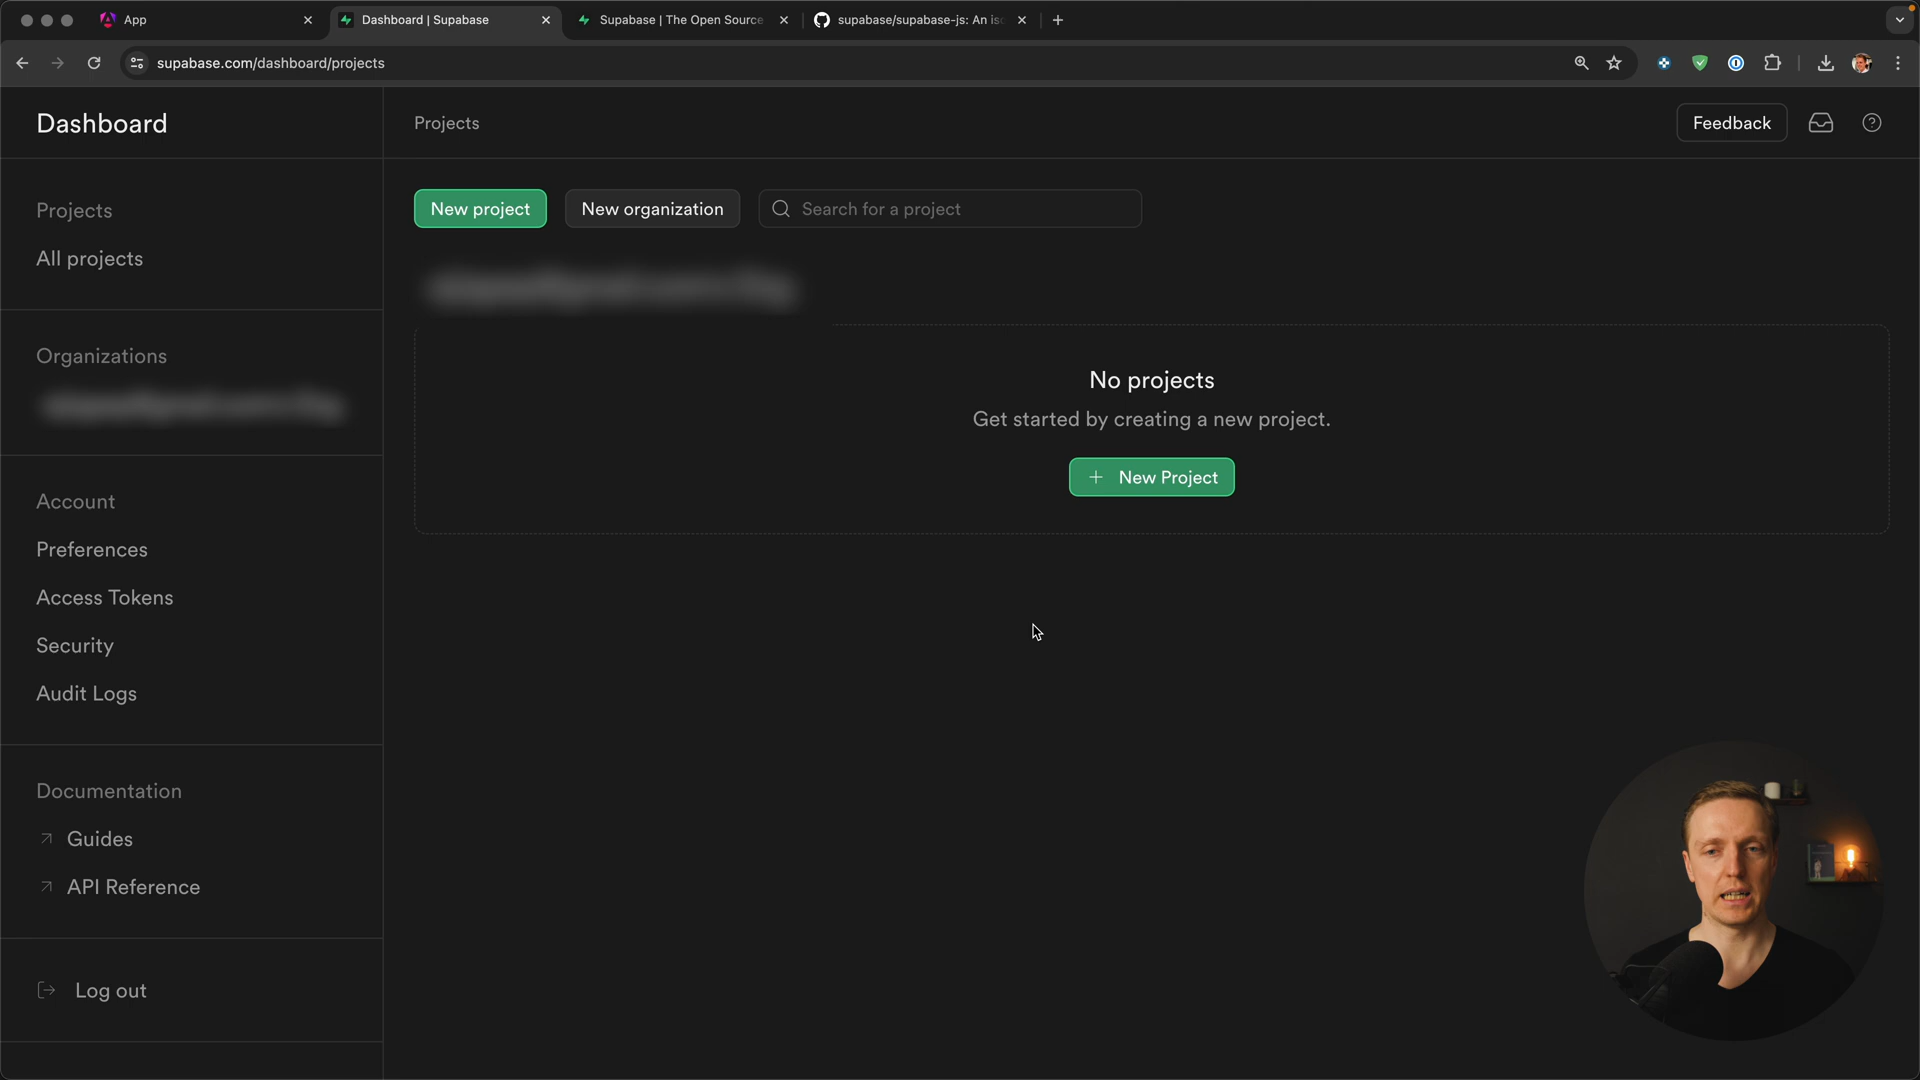 App
Dashboard | Supabase
Supabase | The Open Source
supabase/supabase-js: An iso
supabase.com/dashboard/projects
Dashboard
Projects
Feedback
Projects
All projects
New project
New organization
Search for a project
Organizations
No projects
Get started by creating a new project.
New Project
Account
Preferences
Access Tokens
Security
Audit Logs
Documentation
Guides
API Reference
Log out